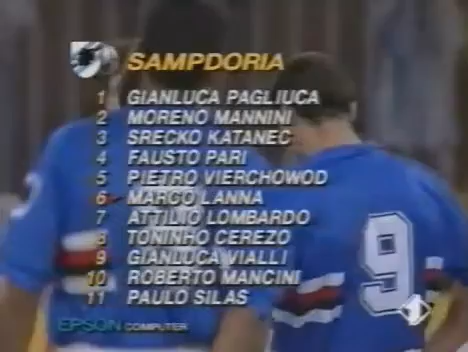 SAMPDORIA
1 GIANLUCA PAGLIUCA
2 MORENO MANNINI
3 SRECKO KATANEC
4 FAUSTO PARI
5 PIETRO VIERCHOWOD
6 MARCO LANNA
7 ATTILIO LOMBARDO
8 TONINHO CEREZO
9 GIANLUCA VIALLI
10 ROBERTO MANCINI
11 PAULO SILAS
9
1
EPSON COMPUTER